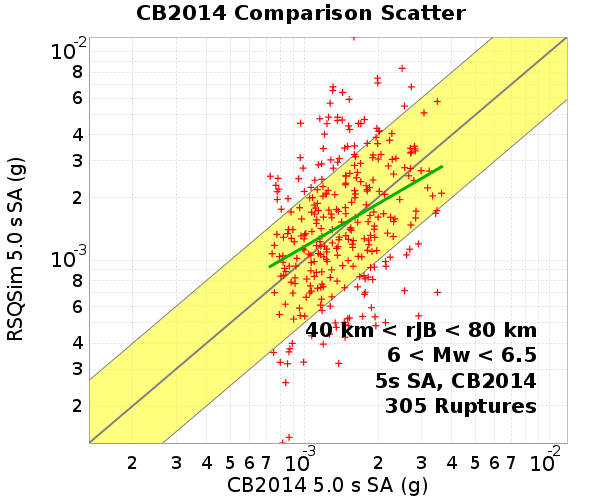 CB2014 Comparison Scatter
RSQSim 5.0 s SA (g)
10⁻²
8
6
4
3
2
10⁻³
8
6
4
3
2
40 km < rJB < 80 km
6 < Mw < 6.5
5s SA, CB2014
305 Ruptures
2 3 4 5 6 7 10⁻³ 2 3 4 5 6 7 10⁻²
CB2014 5.0 s SA (g)